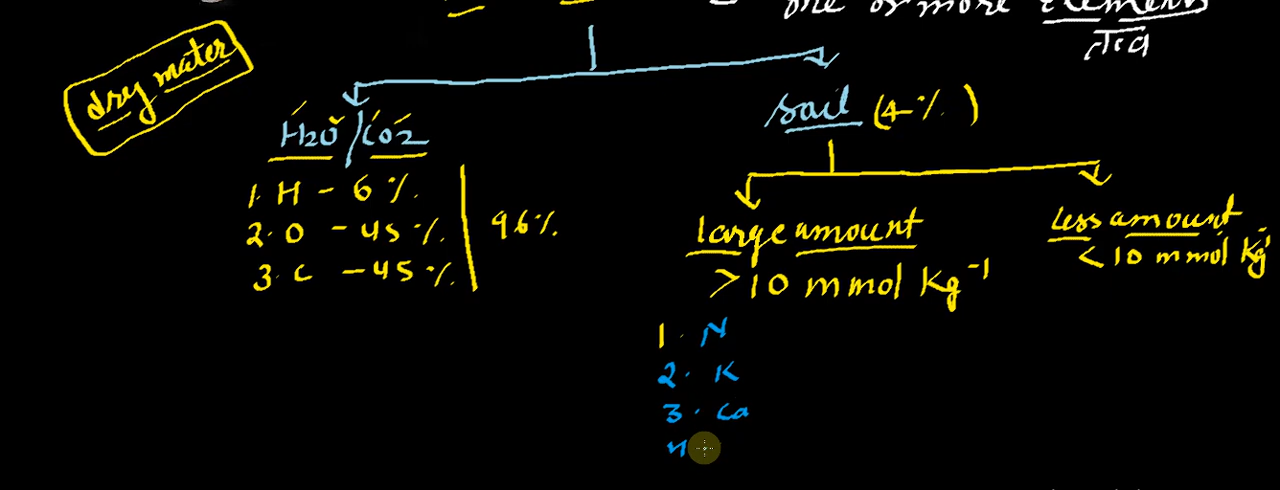 one or more Elements
dry mater
H2O/CO2
soil (4%)
1. H - 6%.
2. O - 45%.
3. C - 45%.
96%
large amount
>10 mmol Kg-1
less amount
<10 mmol Kg-1
1. N
2. K
3. Ca
4